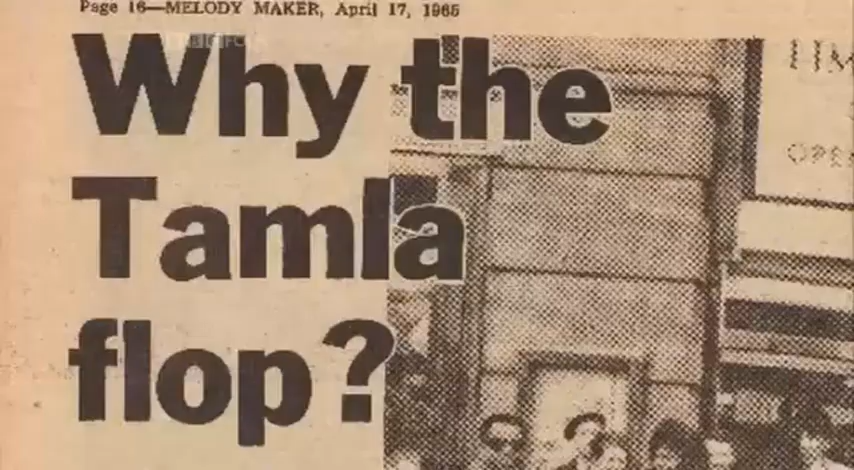 Page 16—MELODY MAKER, April 17, 1965
Why the
Tamla
flop?